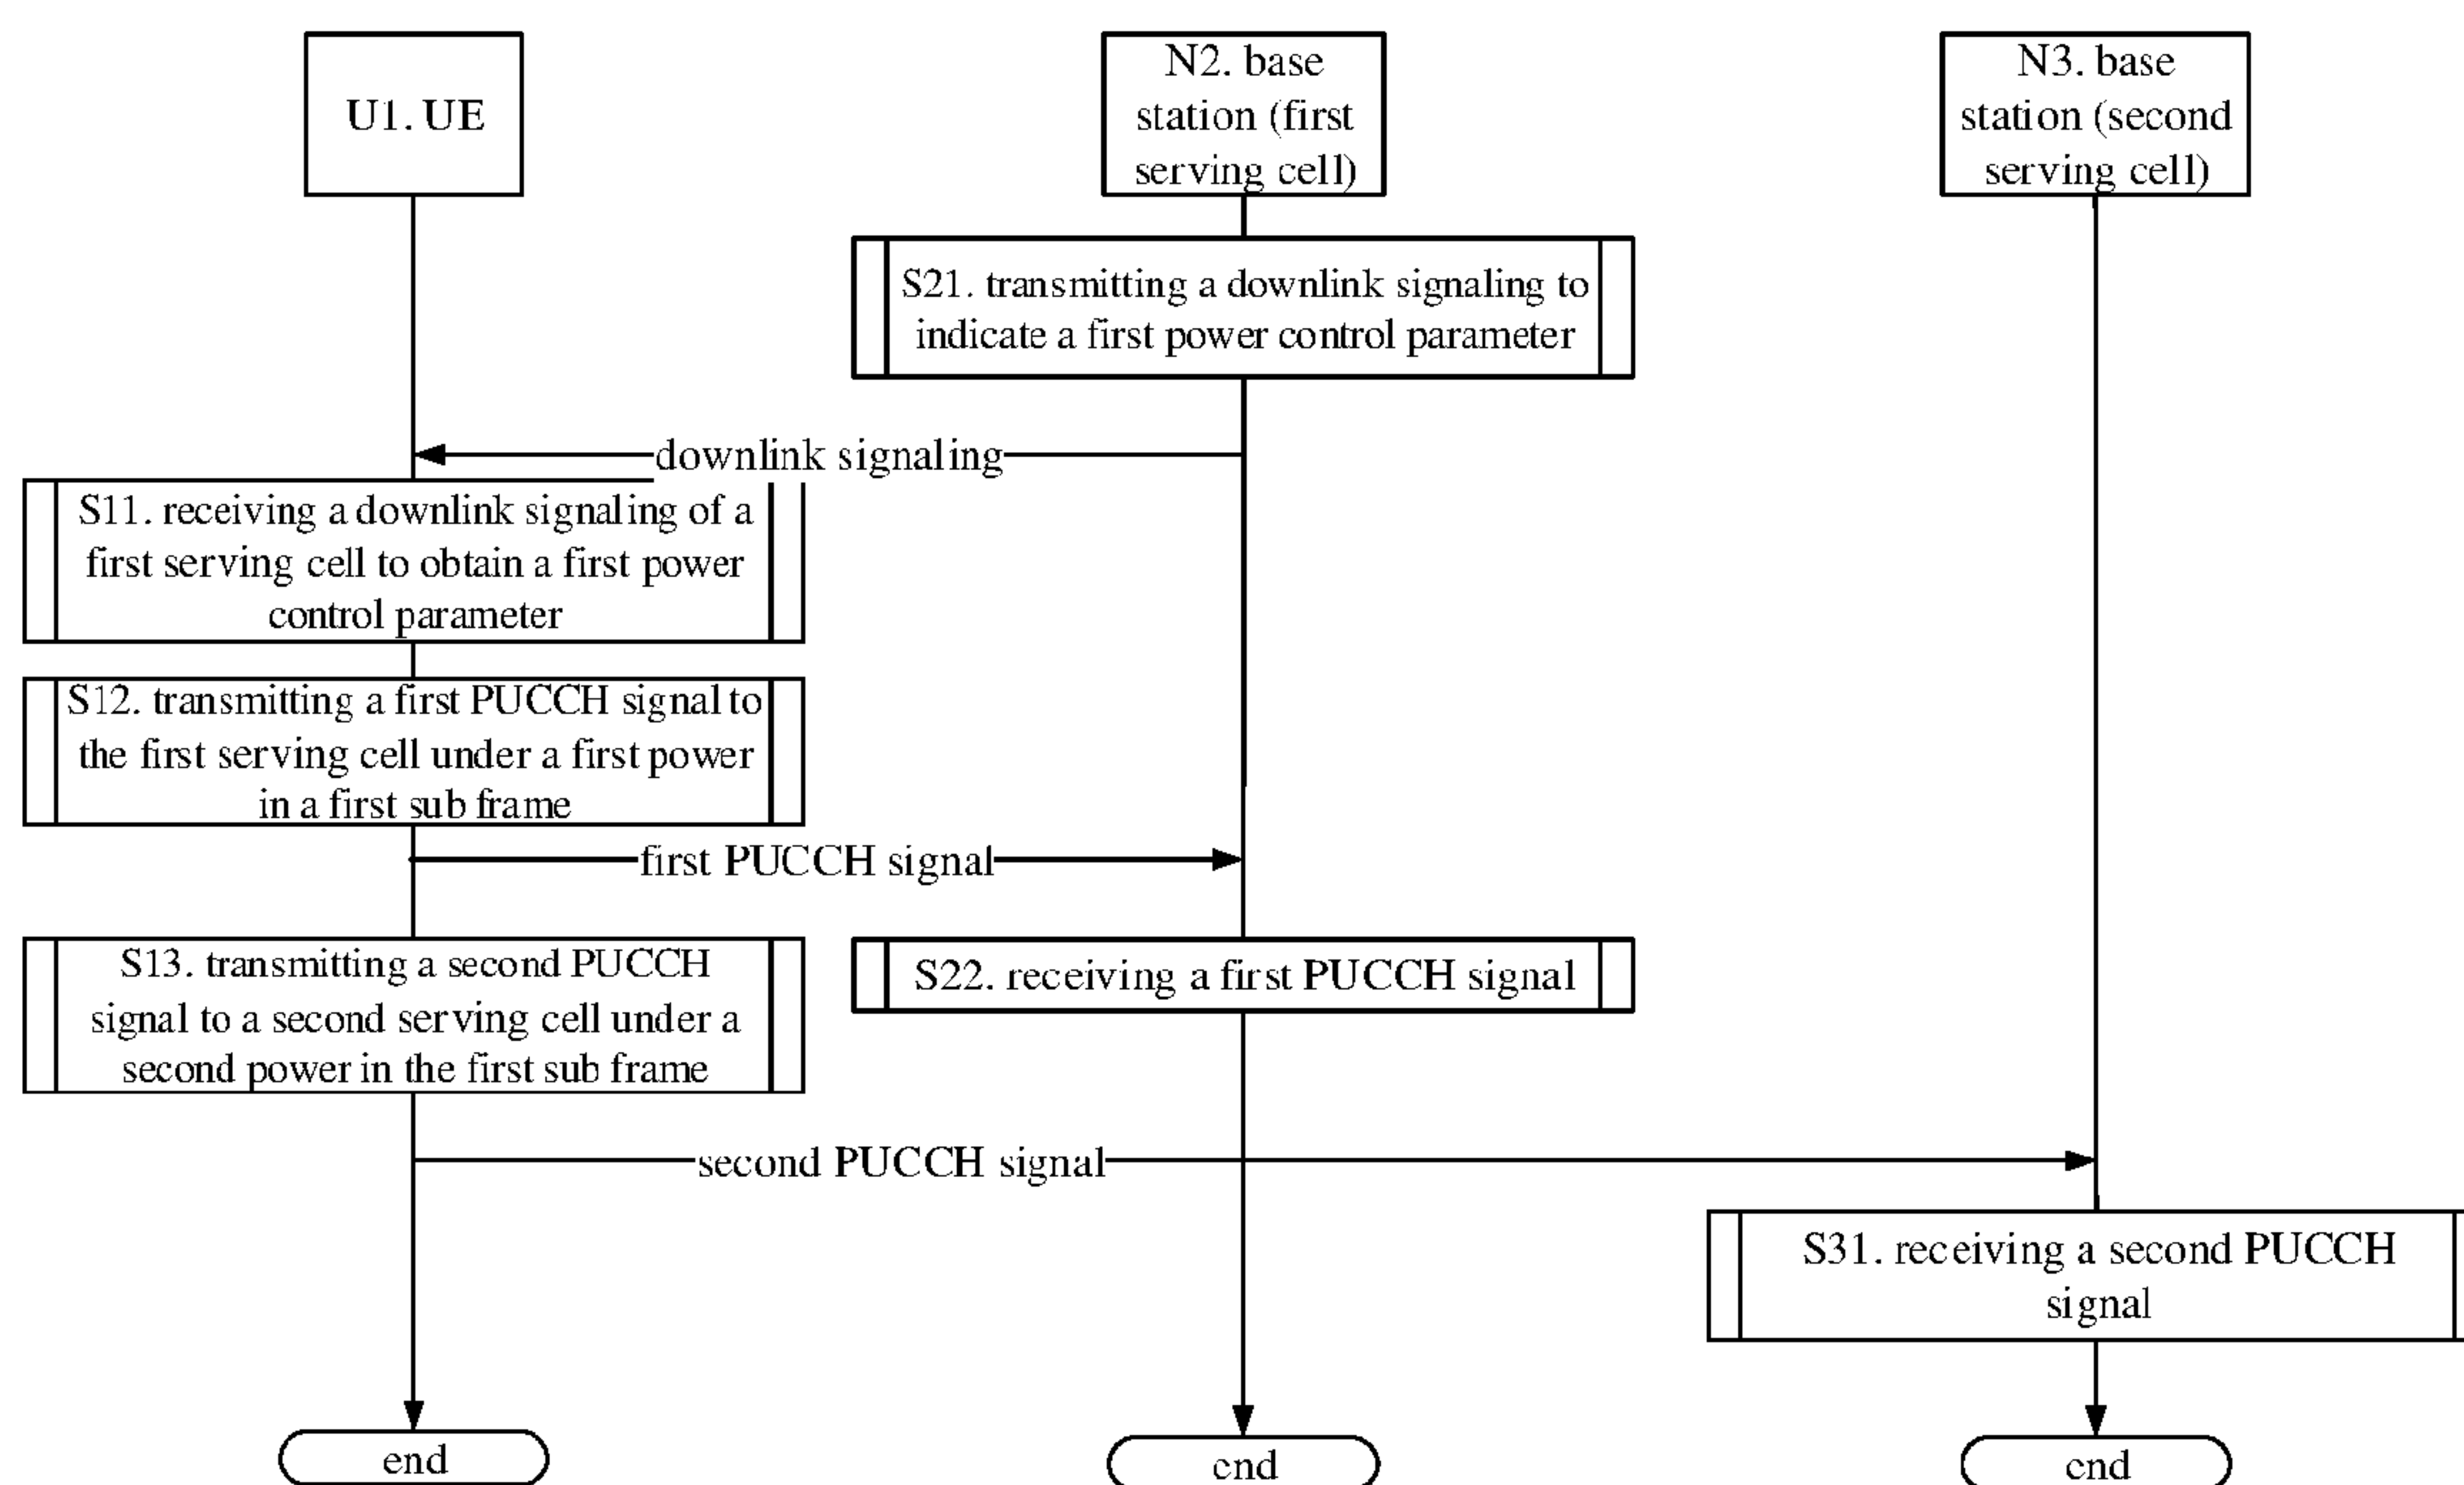 U1. UE
N2. base
station (first
serving cell)
N3. base
station (second
serving cell)
S21. transmitting a downlink signaling to
indicate a first power control parameter
downlink signaling
S11. receiving a downlink signaling of a
first serving cell to obtain a first power
control parameter
S12. transmitting a first PUCCH signal to
the first serving cell under a first power
in a first sub frame
first PUCCH signal
S13. transmitting a second PUCCH
signal to a second serving cell under a
second power in the first sub frame
S22. receiving a first PUCCH signal
second PUCCH signal
S31. receiving a second PUCCH
signal
end
end
end